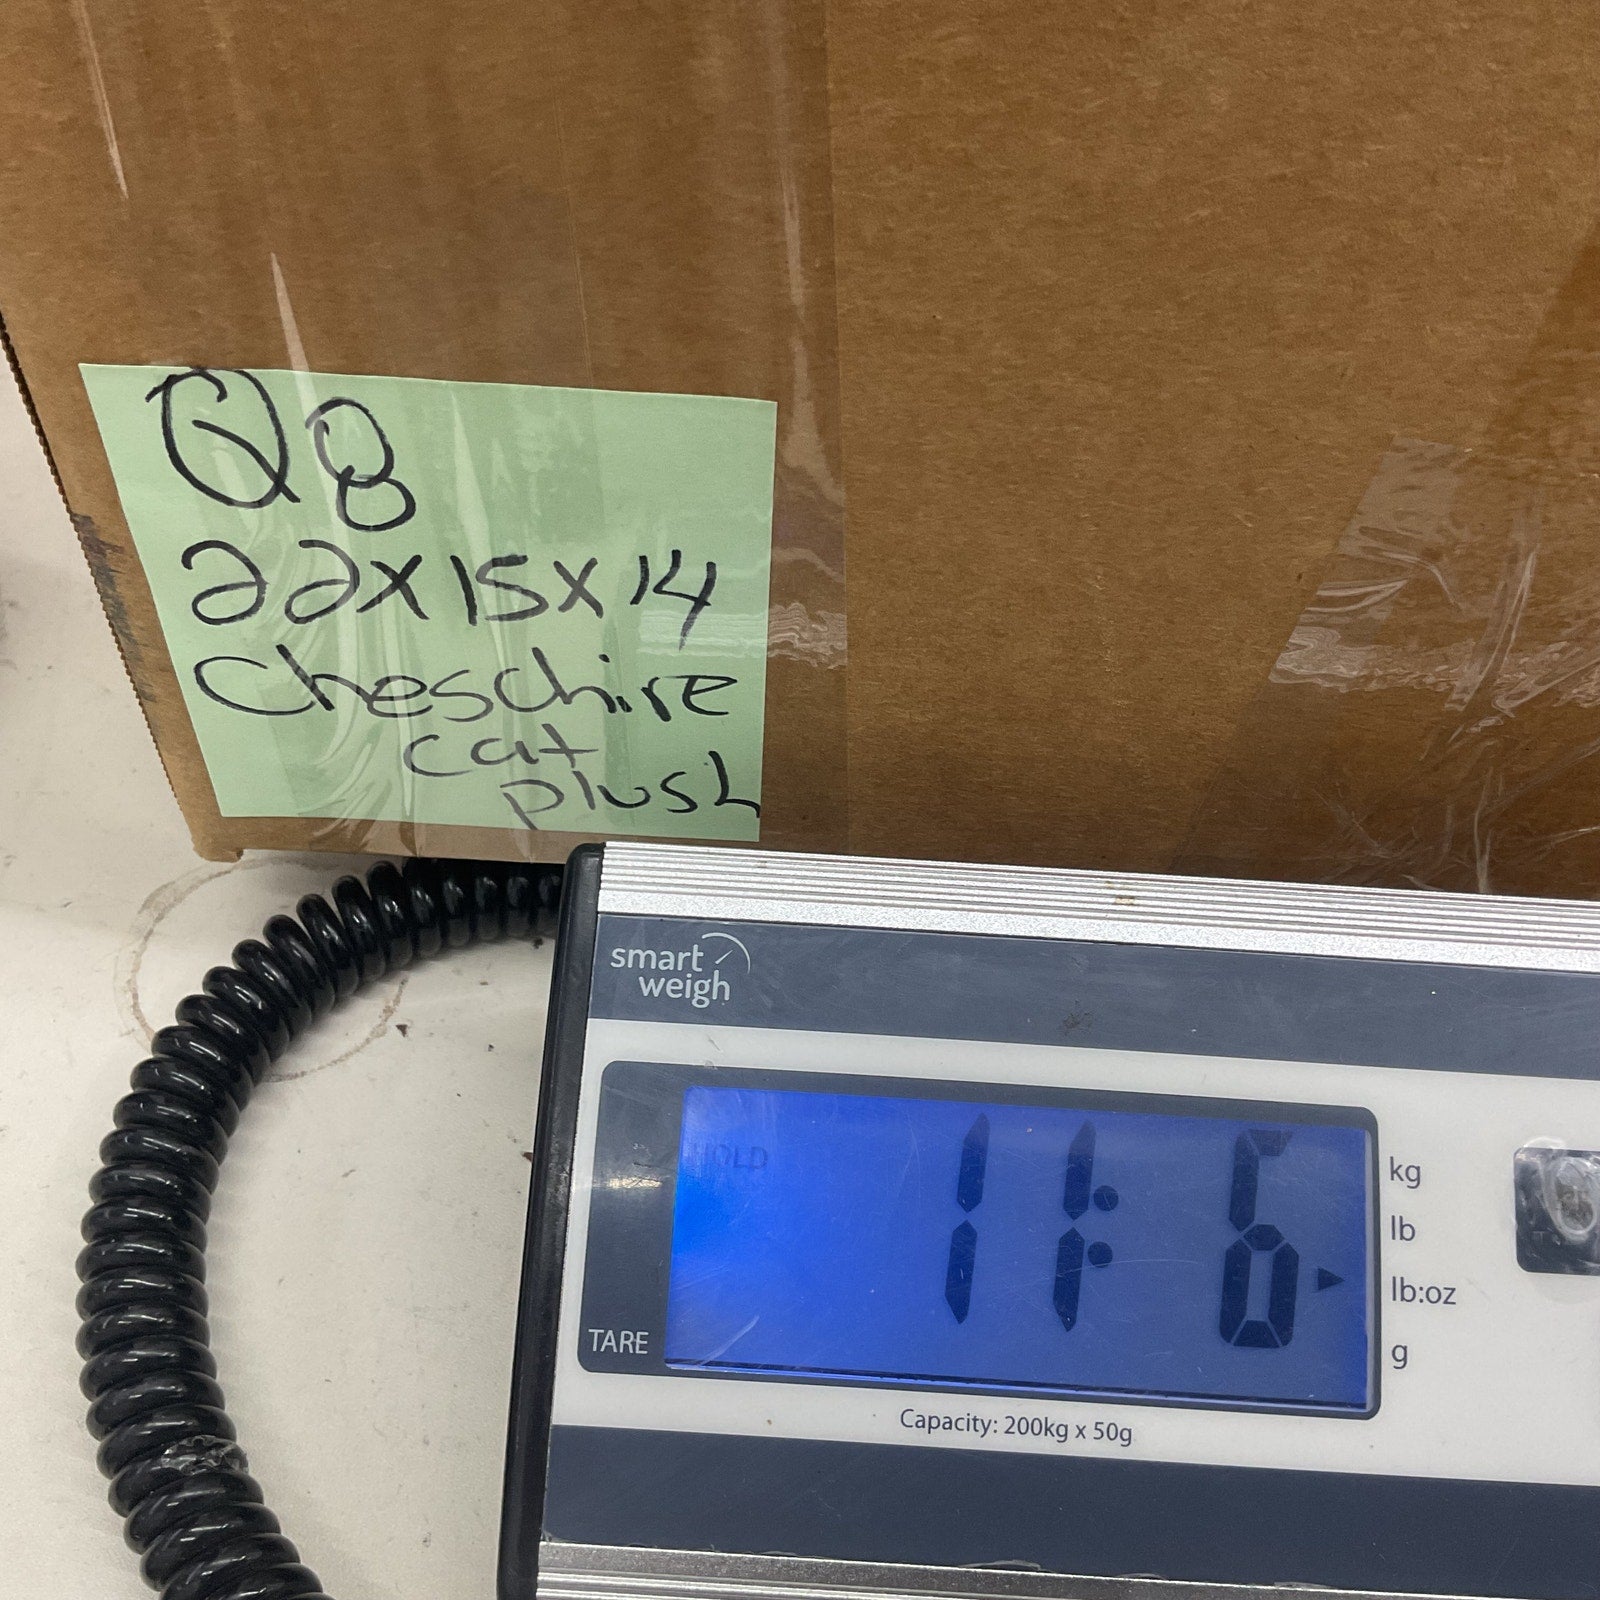 Q8
22x15x14
Cheschire
cat
plush
smart
weigh
HOLD
11:6
kg
lb
lb:oz
g
TARE
Capacity: 200kg x 50g